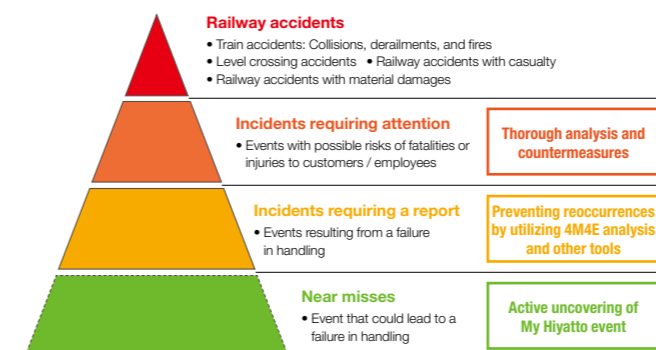 Railway accidents
• Train accidents: Collisions, derailments, and fires
• Level crossing accidents • Railway accidents with casualty
• Railway accidents with material damages
Incidents requiring attention
• Events with possible risks of fatalities or
injuries to customers / employees
Thorough analysis and
countermeasures
Incidents requiring a report
• Events resulting from a failure
in handling
Preventing reoccurrences
by utilizing 4M4E analysis
and other tools
Near misses
• Event that could lead to a
failure in handling
Active uncovering of
My Hiyatto event